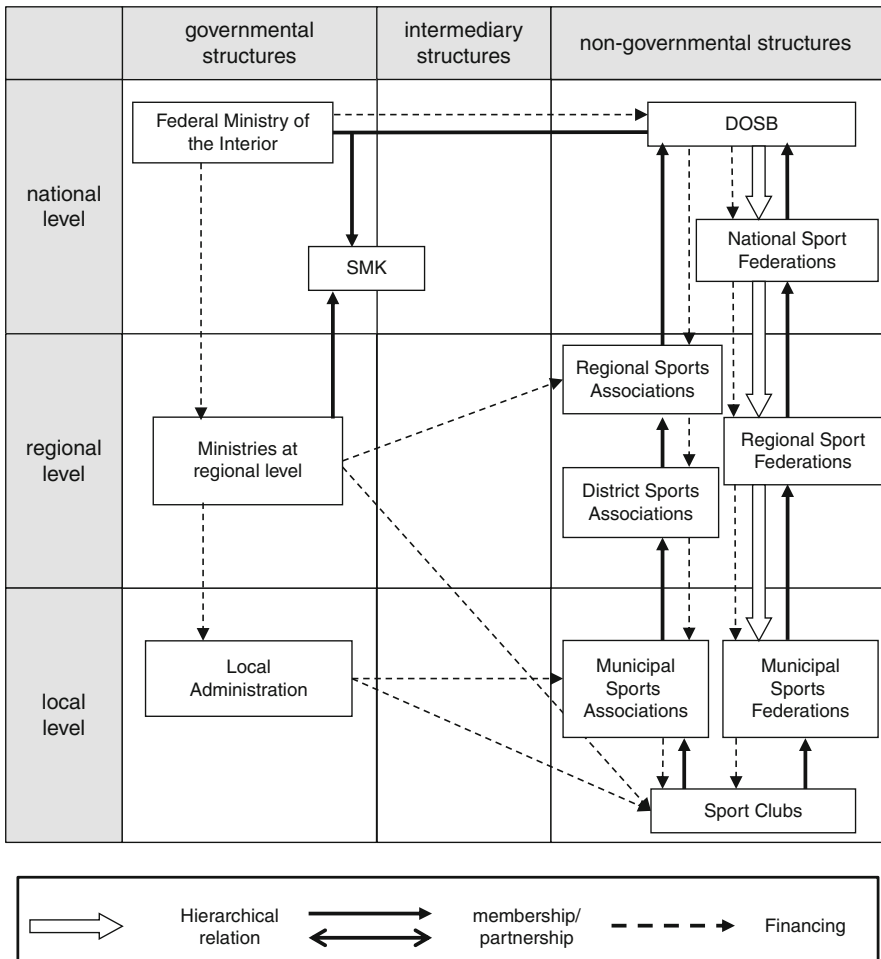 governmental
structures
intermediary
structures
non-governmental structures
national
level
Federal Ministry of
the Interior
DOSB
SMK
National Sport
Federations
regional
level
Ministries at
regional level
Regional Sports
Associations
Regional Sport
Federations
District Sports
Associations
local
level
Local
Administration
Municipal
Sports
Associations
Municipal
Sports
Federations
Sport Clubs
Hierarchical
relation
membership/
partnership
Financing